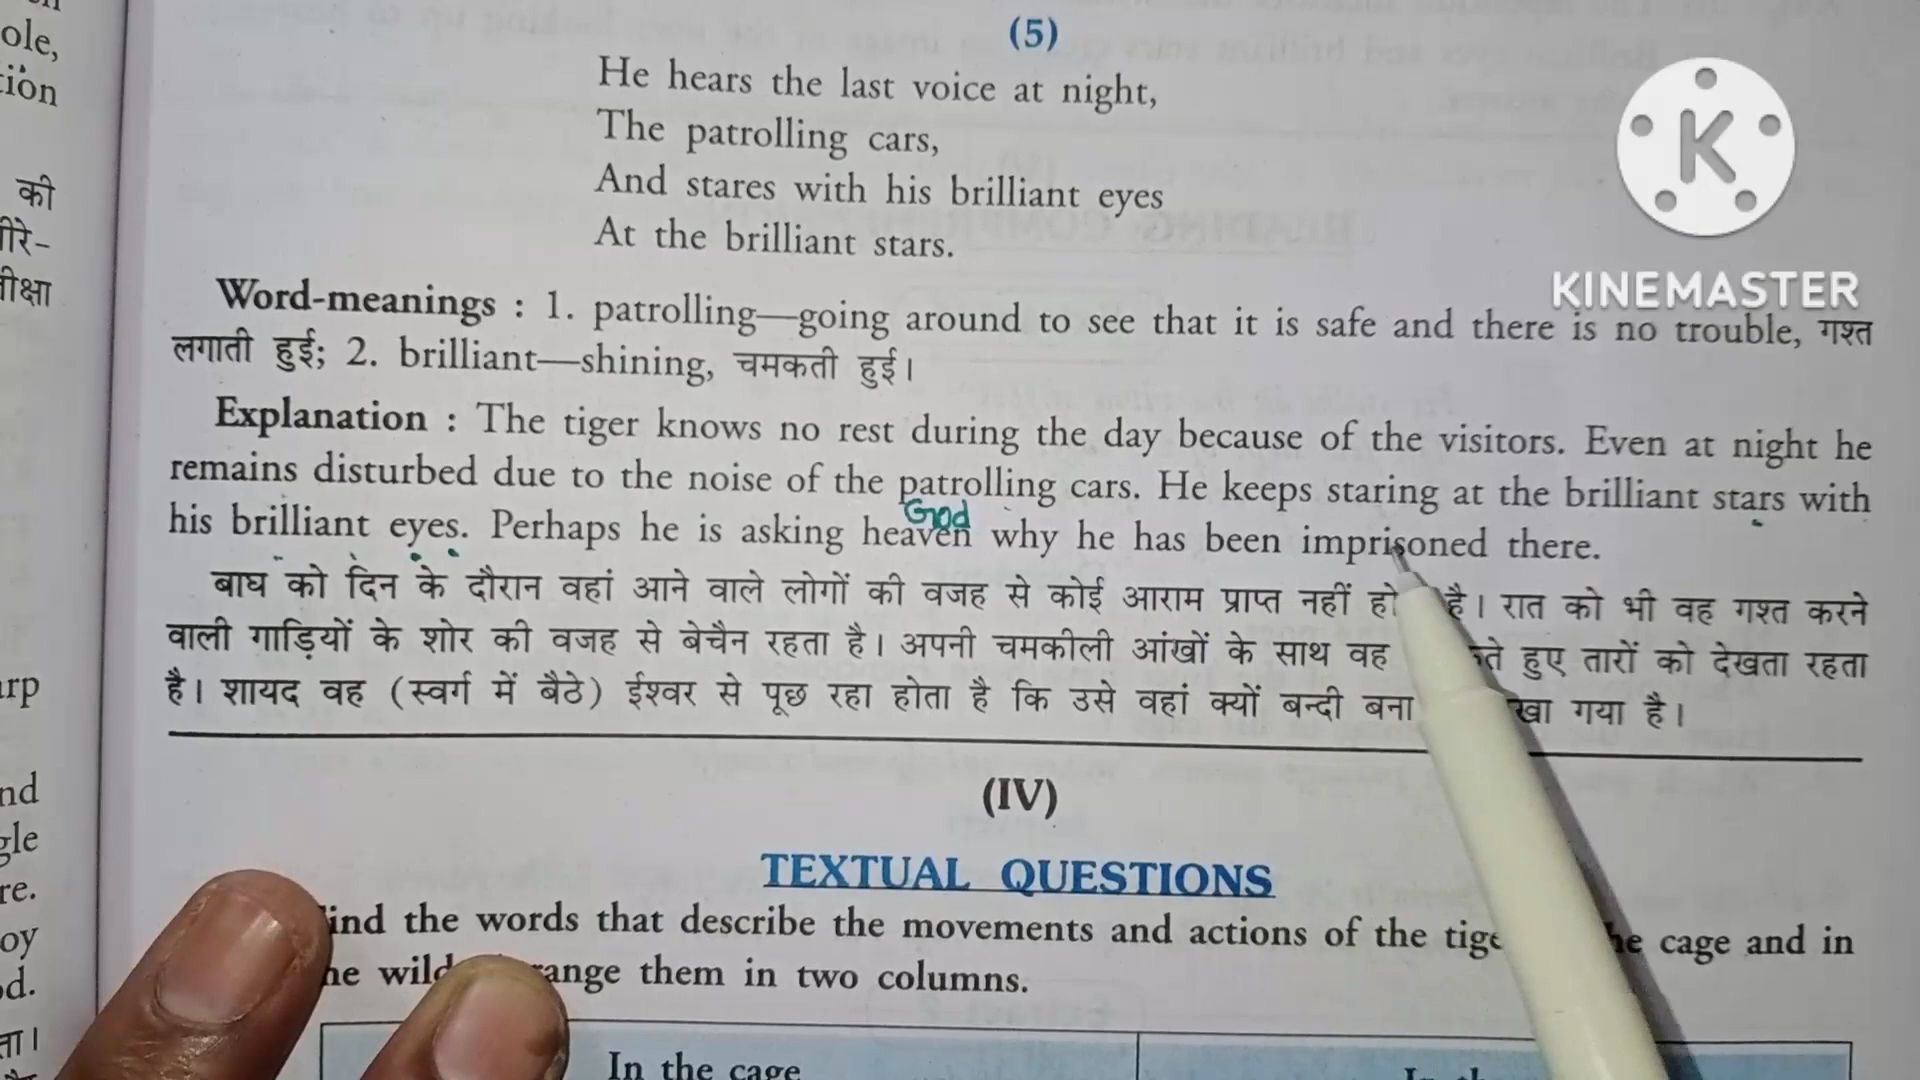 ole,
tion
की
रि-
तीक्षा
arp
nd
gle
re.
oy
d.
ता।
(5)
He hears the last voice at night,
The patrolling cars,
And stares with his brilliant eyes
At the brilliant stars.
K
KINEMASTER
Word-meanings : 1. patrolling—going around to see that it is safe and there is no trouble, गश्त
लगाती हुई; 2. brilliant—shining, चमकती हुई।
Explanation : The tiger knows no rest during the day because of the visitors. Even at night he
remains disturbed due to the noise of the patrolling cars. He keeps staring at the brilliant stars with
God
his brilliant eyes. Perhaps he is asking heaven why he has been imprisoned there.
बाघ को दिन के दौरान वहां आने वाले लोगों की वजह से कोई आराम प्राप्त नहीं हो है। रात को भी वह गश्त करने
वाली गाड़ियों के शोर की वजह से बेचैन रहता है। अपनी चमकीली आंखों के साथ वह ते हुए तारों को देखता रहता
है। शायद वह (स्वर्ग में बैठे) ईश्वर से पूछ रहा होता है कि उसे वहां क्यों बन्दी बना खा गया है।
(IV)
TEXTUAL QUESTIONS
ind the words that describe the movements and actions of the tige he cage and in
he wild ange them in two columns.
In the cage